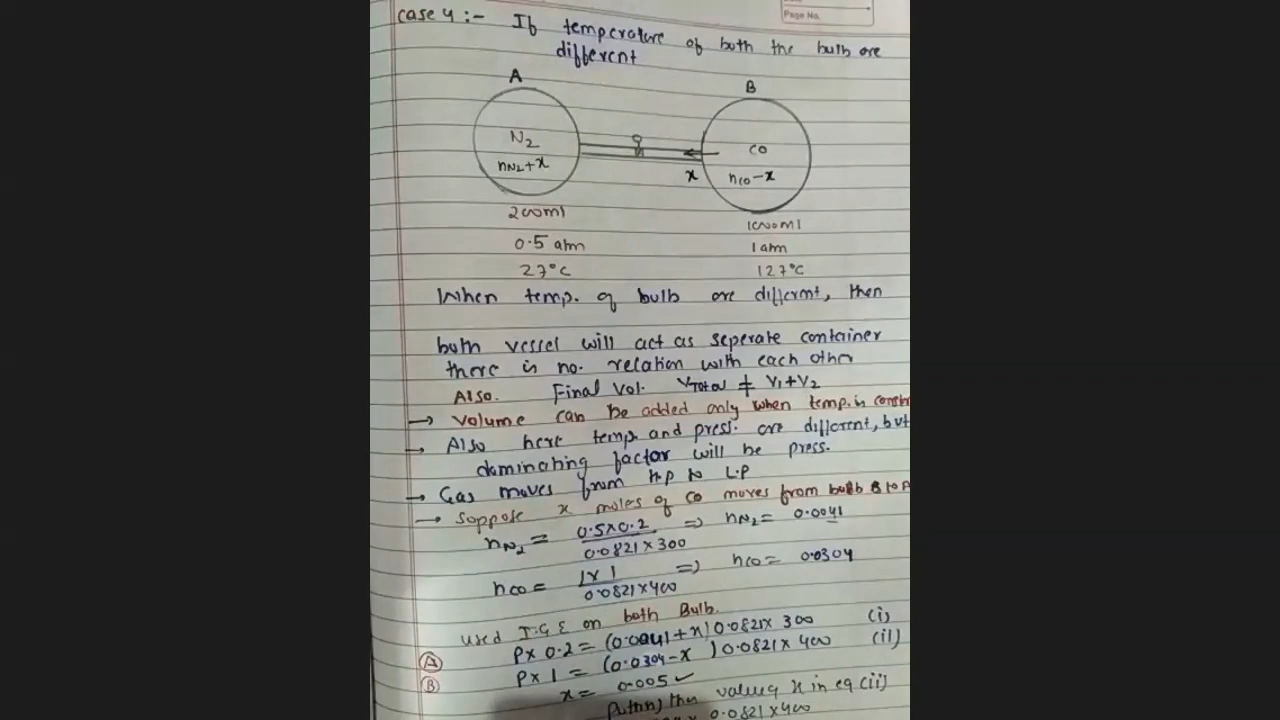 Page No.
case 4 :- If temperature of both the bulb are
different
A B
N2 CO
nN2+x x nco-x
200ml 1000ml
0.5 atm 1 atm
27°C 127°C
When temp. of bulb are different, then
both vessel will act as seperate container
there is no. relation with each other
Also. Final Vol. VTotal ≠ V1+V2
→ Volume can be added only when temp. is const
→ Also here temp and press. are different, but
dominating factor will be press.
→ Gas moves from H.P to L.P
→ Soppose x moles of CO moves from bulb B to A
nN2 = 0.5×0.2 / 0.0821×300 ⇒ nN2 = 0.0041
nco = 1×1 / 0.0821×400 ⇒ nco = 0.0304
Used I.G.E on both Bulb.
(A) P× 0.2 = (0.0041+x) 0.0821× 300 (i)
(B) P× 1 = (0.0304-x) 0.0821× 400 (ii)
x = 0.005 ✓
x in eq (ii)
× 0.0821×400